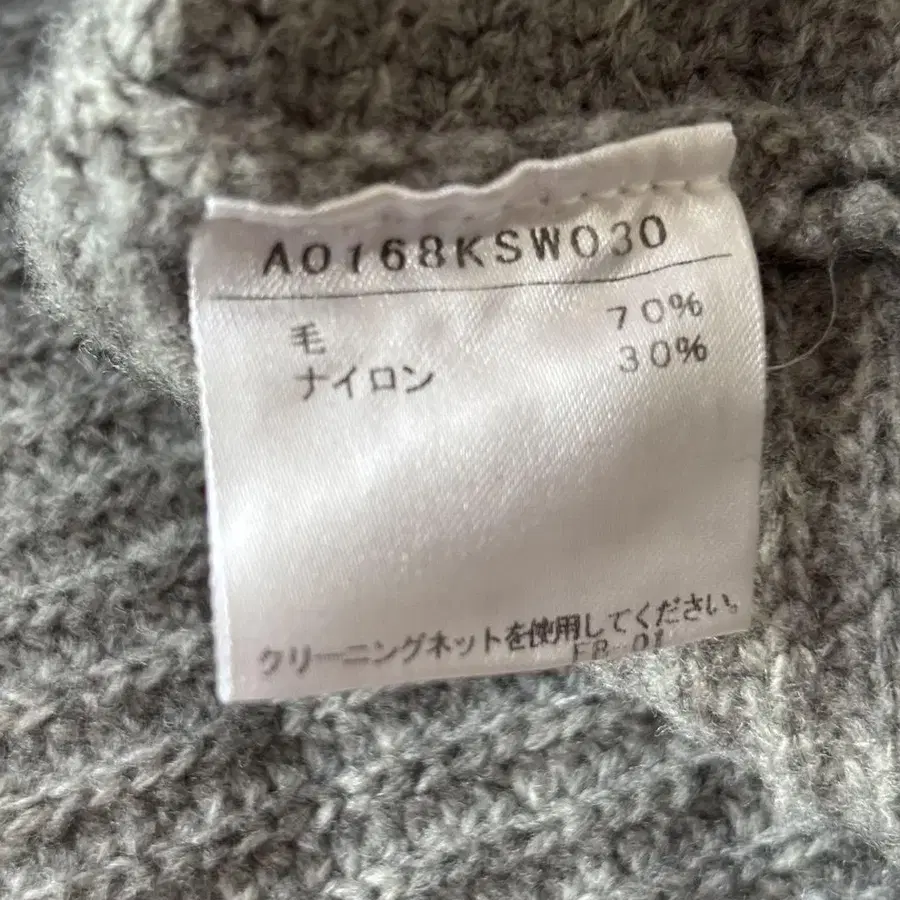 A0168KSW030
毛 70%
ナイロン 30%
クリーニングネットを使用してください。